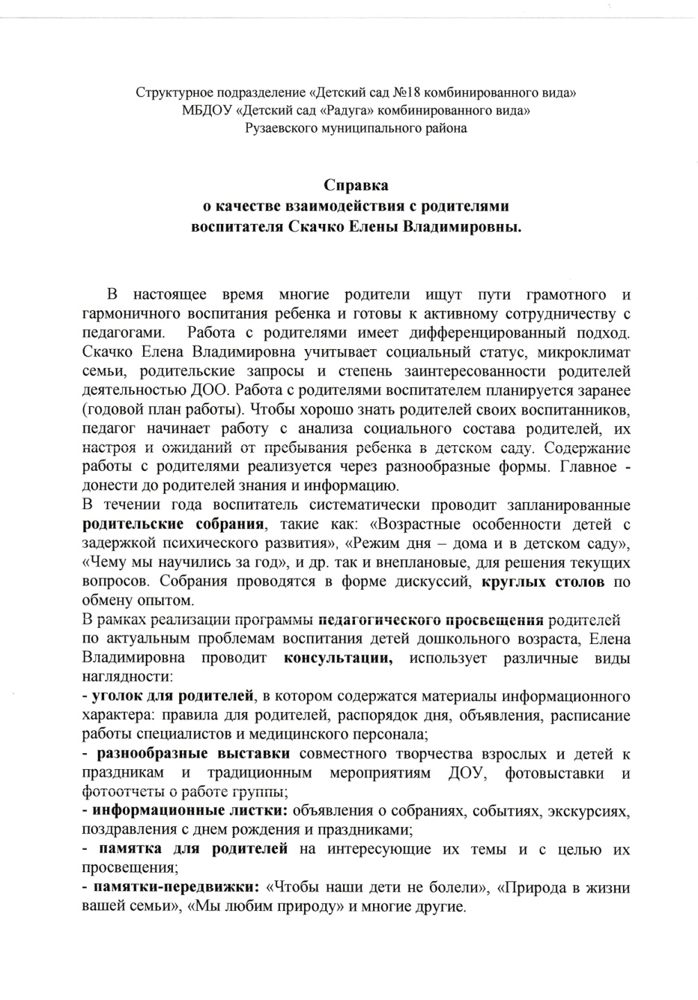 Структурное подразделение «Детский сад №18 комбинированного вида»
МБДОУ «Детский сад «Радуга» комбинированного вида»
Рузаевского муниципального района
Справка
о качестве взаимодействия с родителями
воспитателя Скачко Елены Владимировны.
В настоящее время многие родители ищут пути грамотного и
гармоничного воспитания ребенка и готовы к активному сотрудничеству с
педагогами. Работа с родителями имеет дифференцированный подход.
Скачко Елена Владимировна учитывает социальный статус, микроклимат
семьи, родительские запросы и степень заинтересованности родителей
деятельностью ДОО. Работа с родителями воспитателем планируется заранее
(годовой план работы). Чтобы хорошо знать родителей своих воспитанников,
педагог начинает работу с анализа социального состава родителей, их
настроя и ожиданий от пребывания ребенка в детском саду. Содержание
работы с родителями реализуется через разнообразные формы. Главное -
донести до родителей знания и информацию.
В течении года воспитатель систематически проводит запланированные
родительские собрания, такие как: «Возрастные особенности детей с
задержкой психического развития», «Режим дня – дома и в детском саду»,
«Чему мы научились за год», и др. так и внеплановые, для решения текущих
вопросов. Собрания проводятся в форме дискуссий, круглых столов по
обмену опытом.
В рамках реализации программы педагогического просвещения родителей
по актуальным проблемам воспитания детей дошкольного возраста, Елена
Владимировна проводит консультации, использует различные виды
наглядности:
- уголок для родителей, в котором содержатся материалы информационного
характера: правила для родителей, распорядок дня, объявления, расписание
работы специалистов и медицинского персонала;
- разнообразные выставки совместного творчества взрослых и детей к
праздникам и традиционным мероприятиям ДОУ, фотовыставки и
фотоотчеты о работе группы;
- информационные листки: объявления о собраниях, событиях, экскурсиях,
поздравления с днем рождения и праздниками;
- памятка для родителей на интересующие их темы и с целью их
просвещения;
- памятки-передвижки: «Чтобы наши дети не болели», «Природа в жизни
вашей семьи», «Мы любим природу» и многие другие.